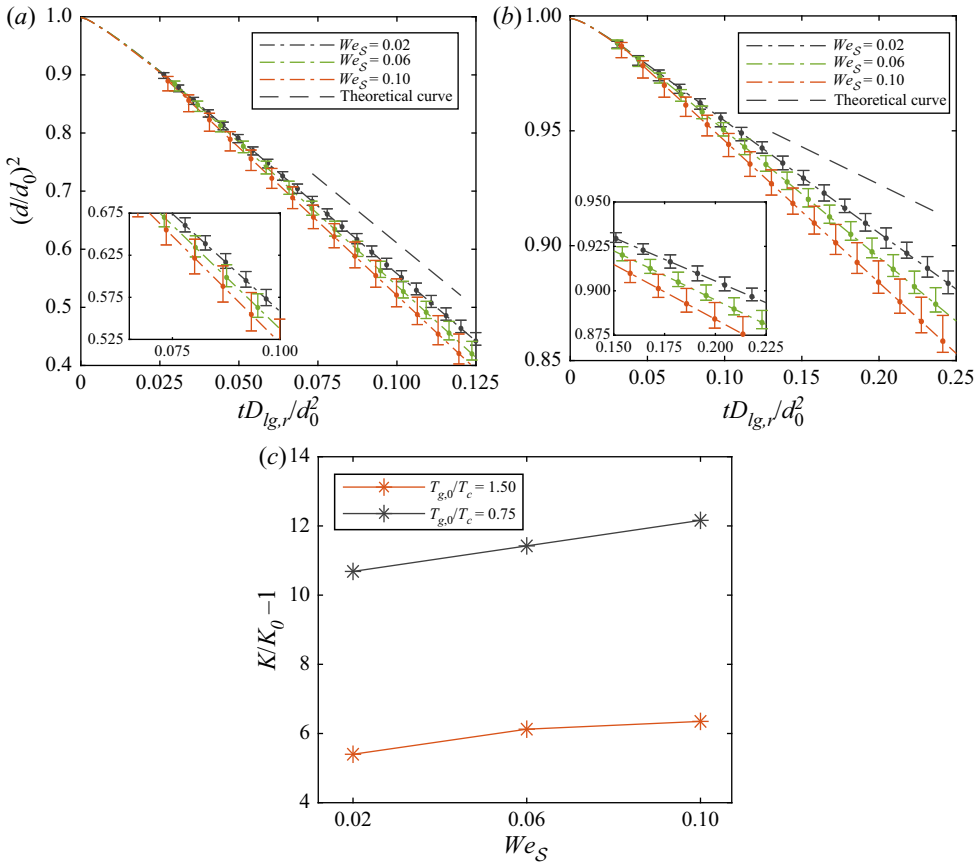 (a)
1.0
0.9
0.8
0.7
0.6
0.5
0.4
(d/d0)2
We𝒮 = 0.02
We𝒮 = 0.06
We𝒮 = 0.10
Theoretical curve
0.675
0.625
0.575
0.525
0.075
0.100
0
0.025
0.050
0.075
0.100
0.125
tDlg,r/d02
(b)
1.00
0.95
0.90
0.85
We𝒮 = 0.02
We𝒮 = 0.06
We𝒮 = 0.10
Theoretical curve
0.950
0.925
0.900
0.875
0.150
0.175
0.200
0.225
0
0.05
0.10
0.15
0.20
0.25
tDlg,r/d02
(c)
14
12
10
8
6
4
K/K0 −1
Tg,0/Tc = 1.50
Tg,0/Tc = 0.75
0.02
0.06
0.10
We𝒮